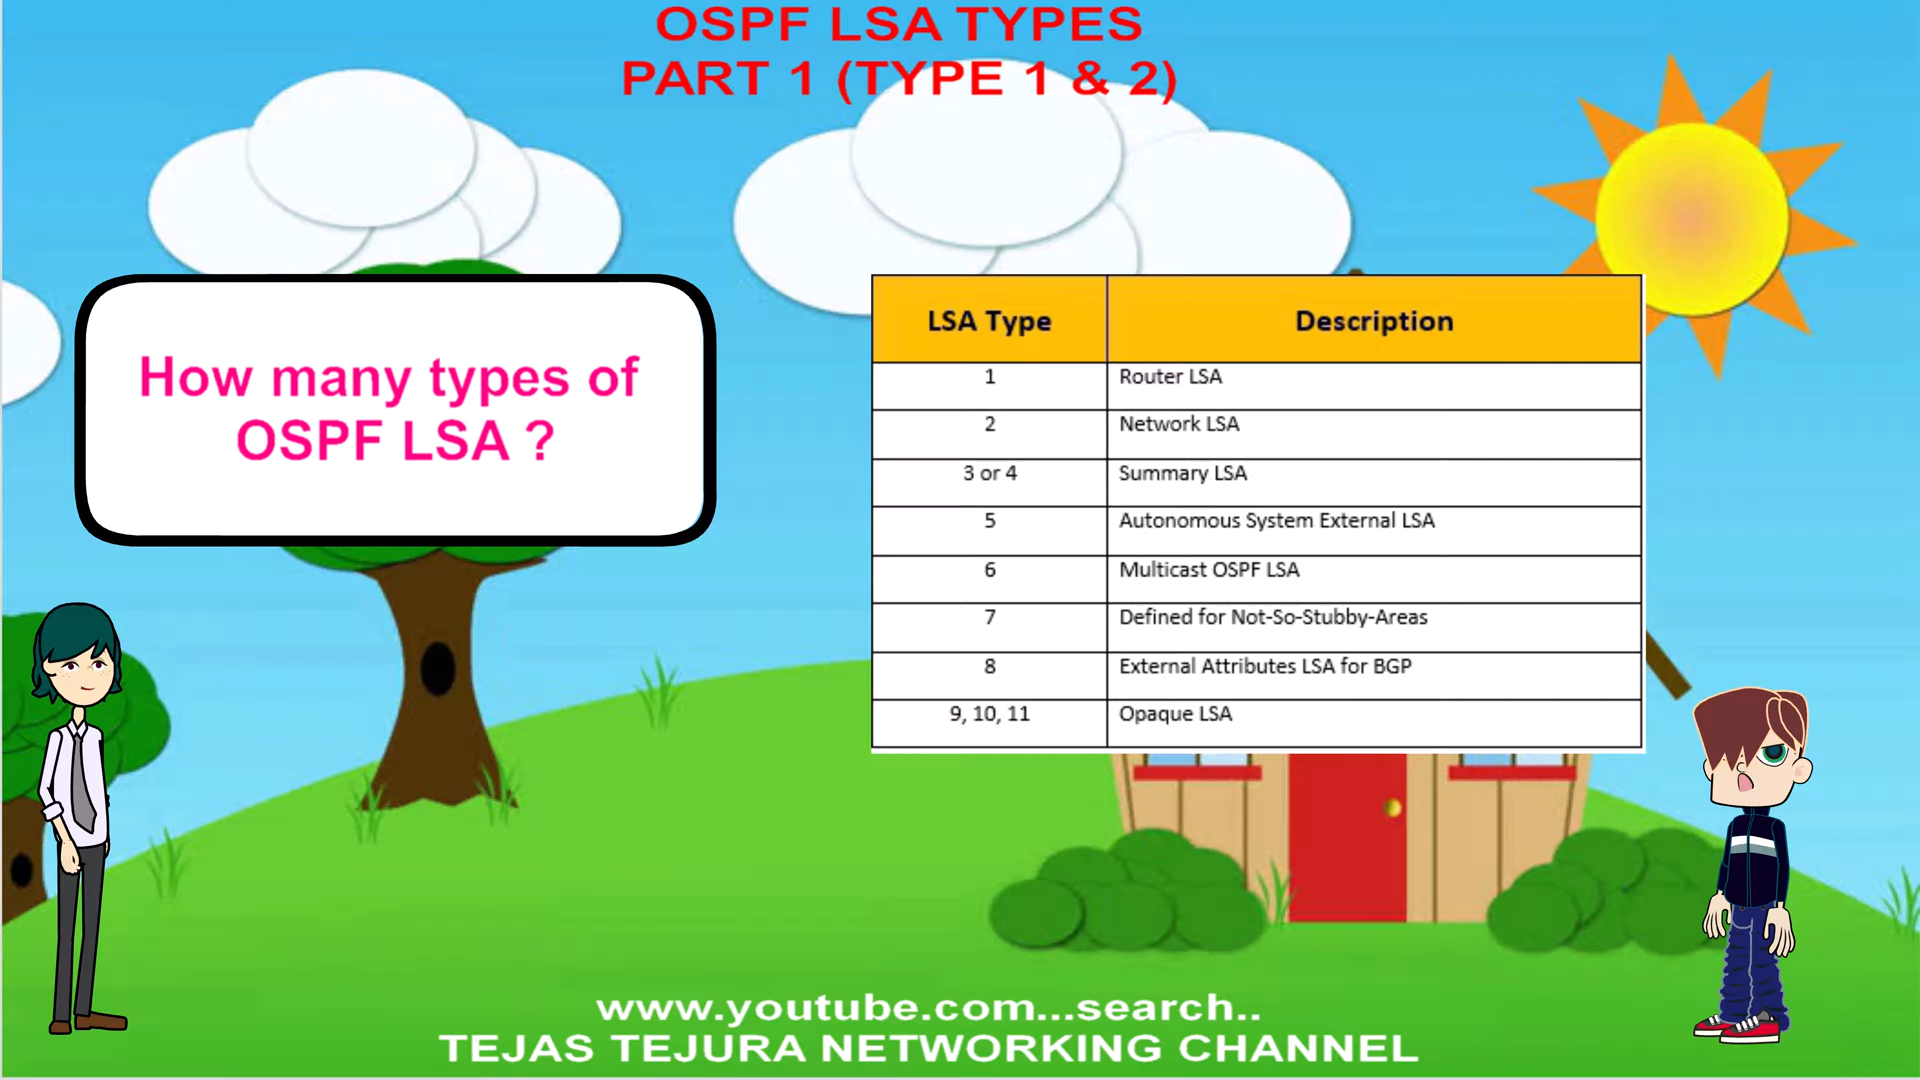 OSPF LSA TYPES
PART 1 (TYPE 1 & 2)
How many types of
OSPF LSA ?
LSA Type Description
1 Router LSA
2 Network LSA
3 or 4 Summary LSA
5 Autonomous System External LSA
6 Multicast OSPF LSA
7 Defined for Not-So-Stubby-Areas
8 External Attributes LSA for BGP
9, 10, 11 Opaque LSA
www.youtube.com...search..
TEJAS TEJURA NETWORKING CHANNEL